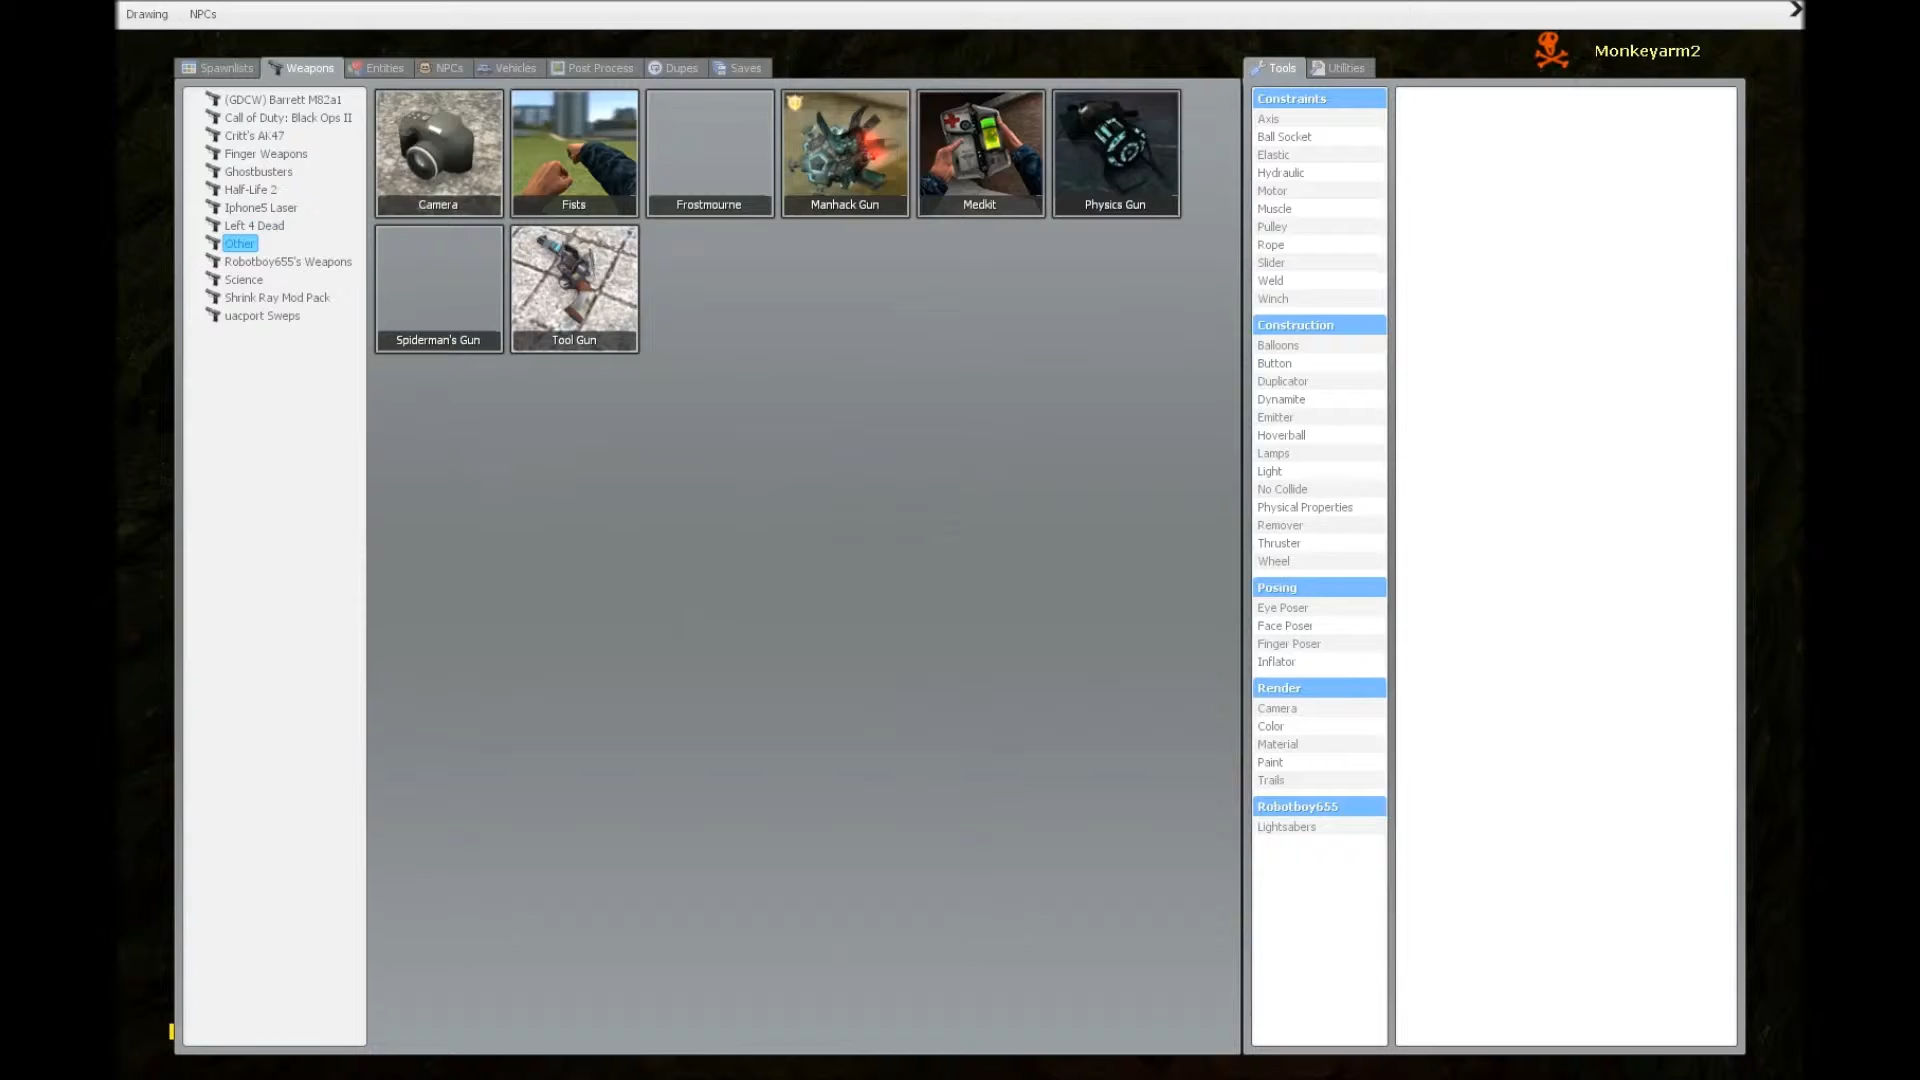 Drawing NPCs
Monkeyarm2
Spawnlists Weapons Entities NPCs Vehicles Post Process Dupes Saves
(GDCW) Barrett M82a1
Call of Duty: Black Ops II
Critt's AK47
Finger Weapons
Ghostbusters
Half-Life 2
Iphone5 Laser
Left 4 Dead
Other
Robotboy655's Weapons
Science
Shrink Ray Mod Pack
uacport Sweps
Camera Fists Frostmourne Manhack Gun Medkit Physics Gun
Spiderman's Gun Tool Gun
Tools Utilities
Constraints
Axis
Ball Socket
Elastic
Hydraulic
Motor
Muscle
Pulley
Rope
Slider
Weld
Winch
Construction
Balloons
Button
Duplicator
Dynamite
Emitter
Hoverball
Lamps
Light
No Collide
Physical Properties
Remover
Thruster
Wheel
Posing
Eye Poser
Face Poser
Finger Poser
Inflator
Render
Camera
Color
Material
Paint
Trails
Robotboy655
Lightsabers